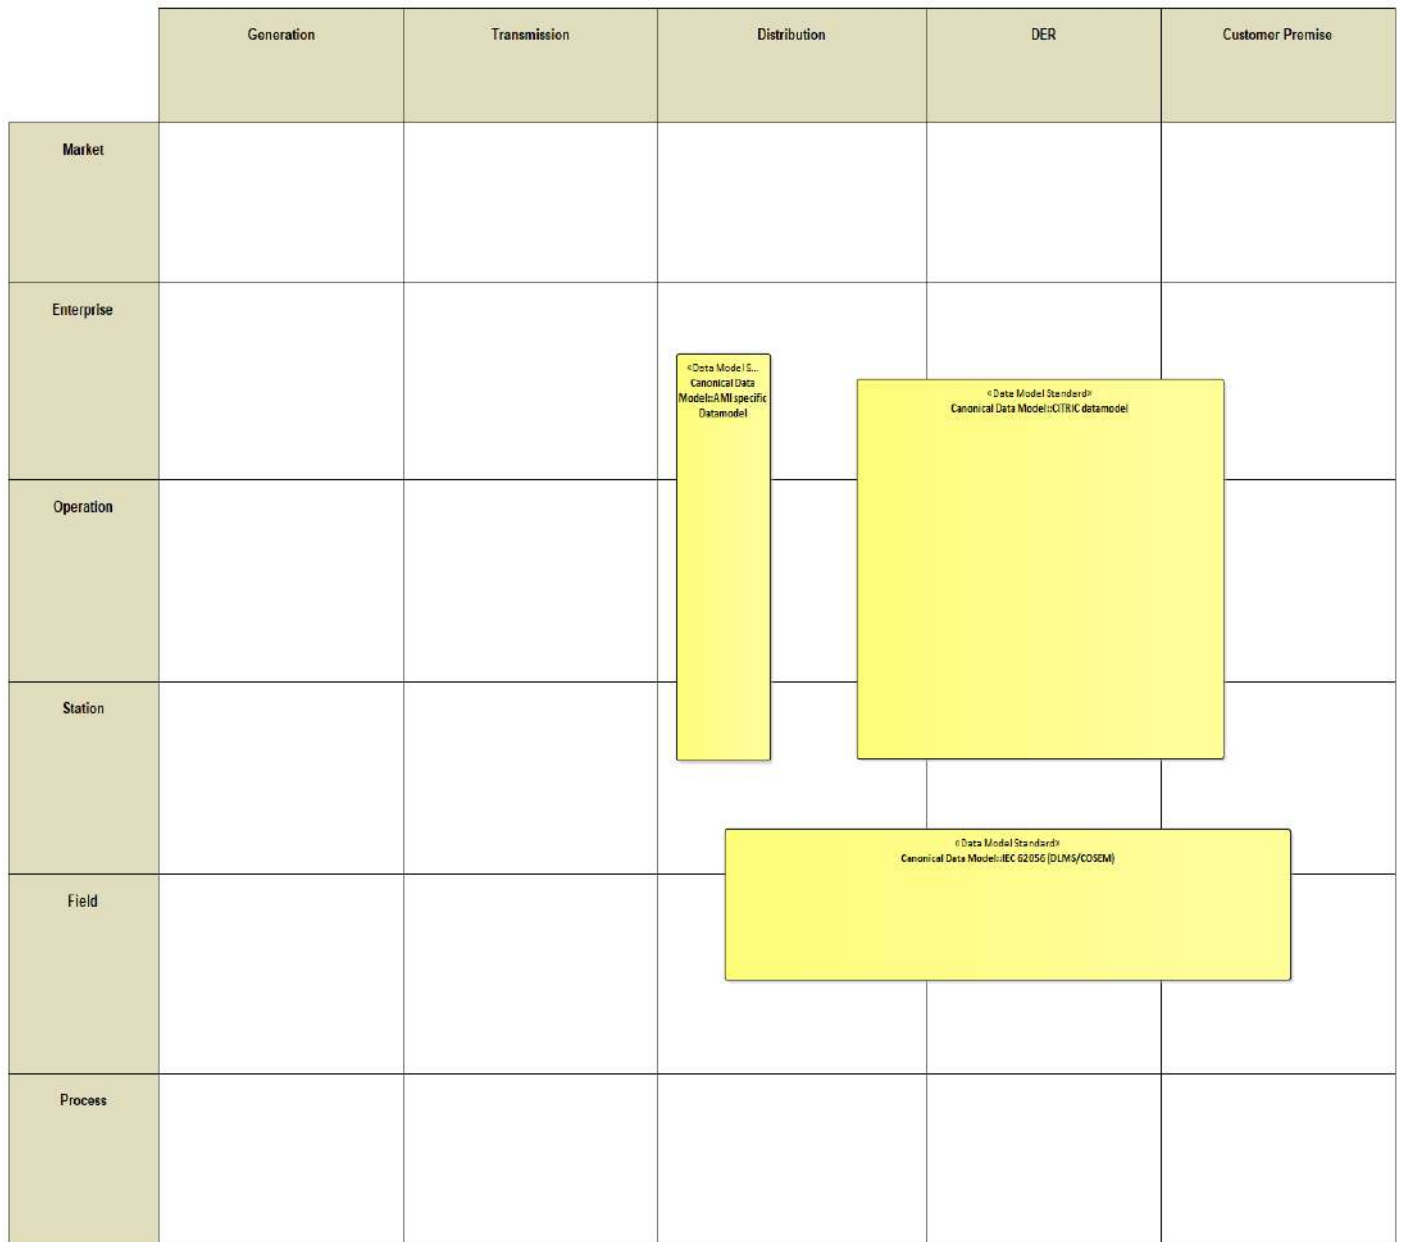 Generation
Transmission
Distribution
DER
Customer Premise
Market
Enterprise
«Data Model S...
Canonical Data
Model::AMI specific
Datamodel
«Data Model Standard»
Canonical Data Model::CITRIC datamodel
Operation
Station
«Data Model Standard»
Canonical Data Model::IEC 62056 (DLMS/COSEM)
Field
Process